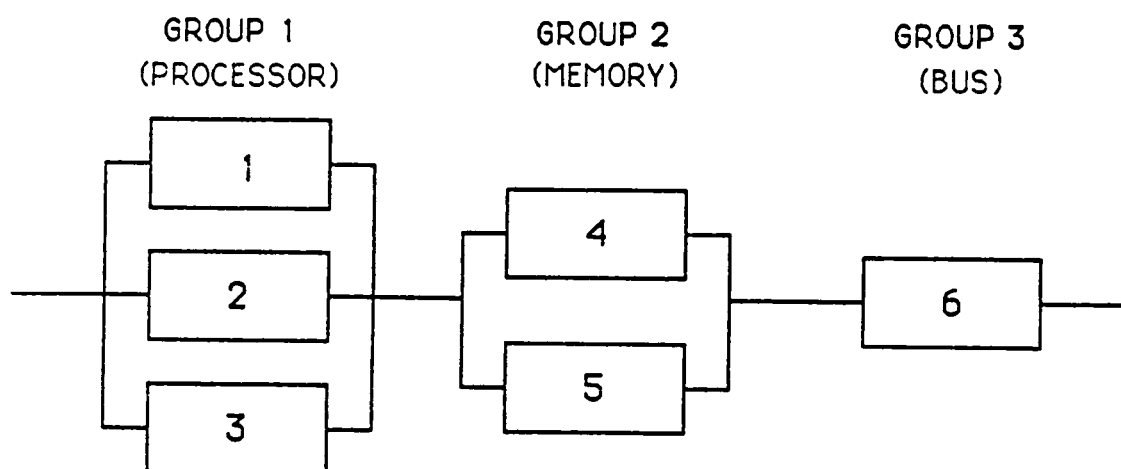 GROUP 1
(PROCESSOR)
GROUP 2
(MEMORY)
GROUP 3
(BUS)
1
2
3
4
5
6